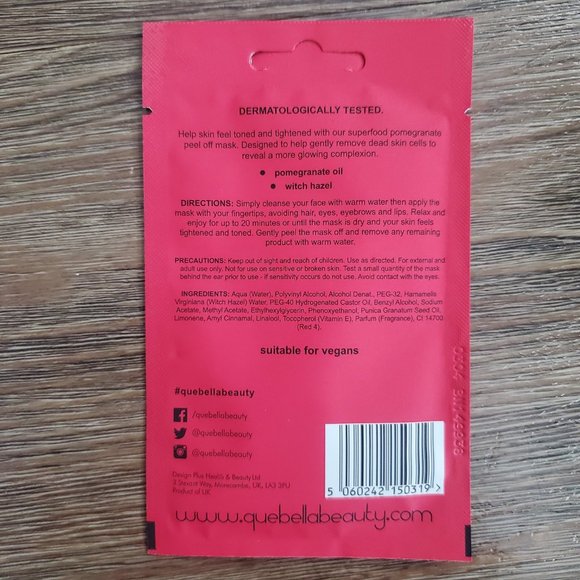 DERMATOLOGICALLY TESTED.
Help skin feel toned and tightened with our superfood pomegranate
peel off mask. Designed to help gently remove dead skin cells to
reveal a more glowing complexion.
• pomegranate oil
• witch hazel
DIRECTIONS: Simply cleanse your face with warm water then apply the
mask with your fingertips, avoiding hair, eyes, eyebrows and lips. Relax and
enjoy for up to 20 minutes or until the mask is dry and your skin feels
tightened and toned. Gently peel the mask off and remove any remaining
product with warm water.
PRECAUTIONS: Keep out of sight and reach of children. Use as directed. For external and
adult use only. Not for use on sensitive or broken skin. Test a small quantity of the mask
behind the ear prior to use - if sensitivity occurs do not use. Avoid contact with the eyes.
INGREDIENTS: Aqua (Water), Polyvinyl Alcohol, Alcohol Denat., PEG-32, Hamamelis
Virginiana (Witch Hazel) Water, PEG-40 Hydrogenated Castor Oil, Benzyl Alcohol, Sodium
Acetate, Methyl Acetate, Ethylhexylglycerin, Phenoxyethanol, Punica Granatum Seed Oil,
Limonene, Amyl Cinnamal, Linalool, Tocopherol (Vitamin E), Parfum (Fragrance), CI 14700
(Red 4).
suitable for vegans
#quebellabeauty
/quebellabeauty
@quebellabeauty
@quebellabeauty
Design Plus Health & Beauty Ltd
3 Stewart Way, Morecambe, UK, LA3 3PU
Product of UK
5 060242 150319 >
www.quebellabeauty.com